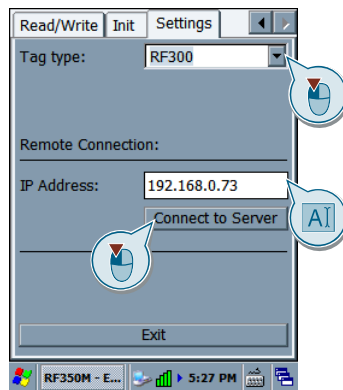 Read/Write Init Settings
Tag type: RF300
Remote Connection:
IP Address: 192.168.0.73
Connect to Server
AI
Exit
RF350M - E... 5:27 PM